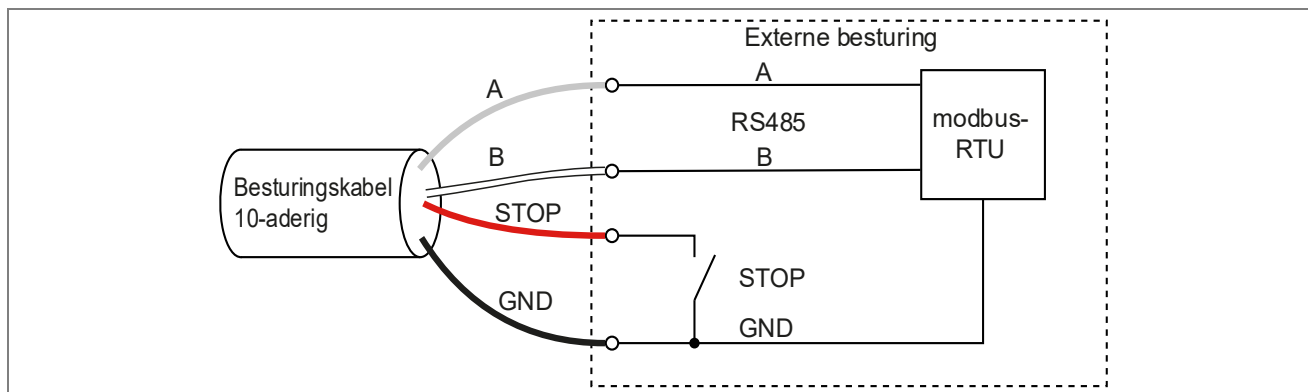 Externe besturing
A
A
RS485
modbus-
RTU
B
B
Besturingskabel
10-aderig
STOP
STOP
GND
GND